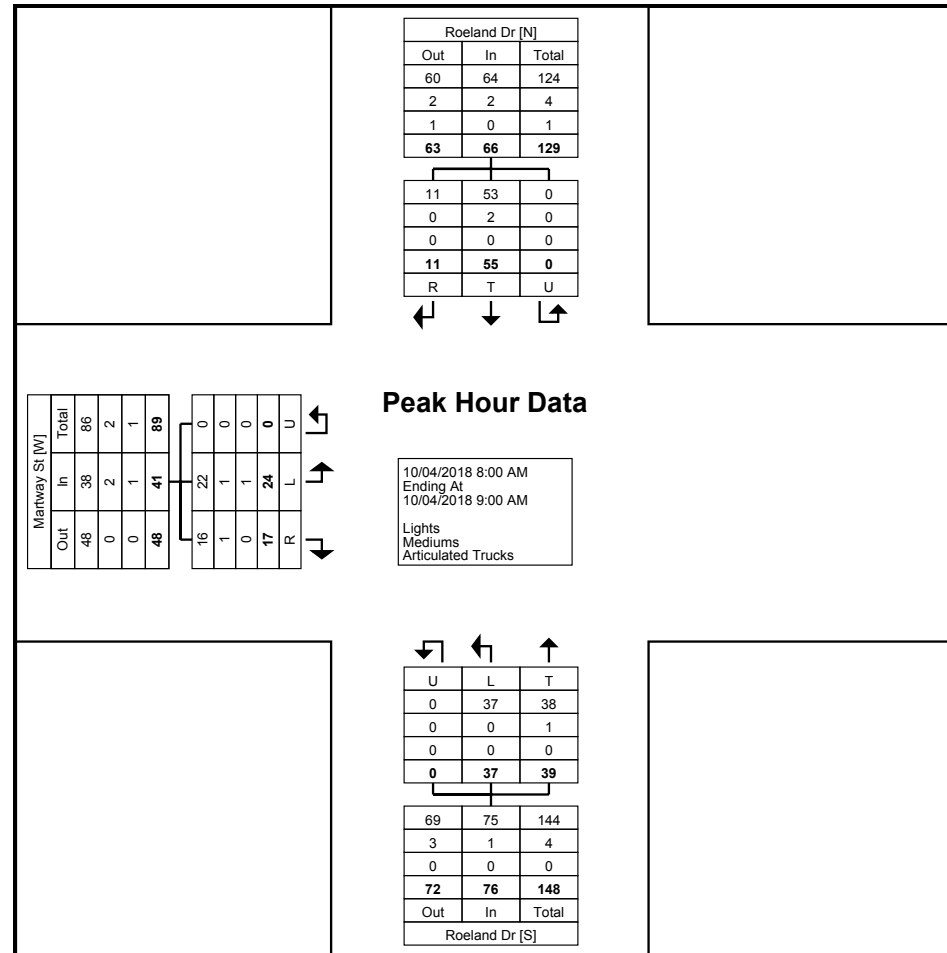 Roeland Dr [N]
Out In Total
60 64 124
2 2 4
1 0 1
63 66 129
11 53 0
0 2 0
0 0 0
11 55 0
R T U
Martway St [W]
Total 86 2 1 89
In 38 2 1 41
Out 48 0 0 48
0 0 0 0 U
22 1 1 24 L
16 1 0 17 R
Peak Hour Data
10/04/2018 8:00 AM
Ending At
10/04/2018 9:00 AM
Lights
Mediums
Articulated Trucks
U L T
0 37 38
0 0 1
0 0 0
0 37 39
69 75 144
3 1 4
0 0 0
72 76 148
Out In Total
Roeland Dr [S]